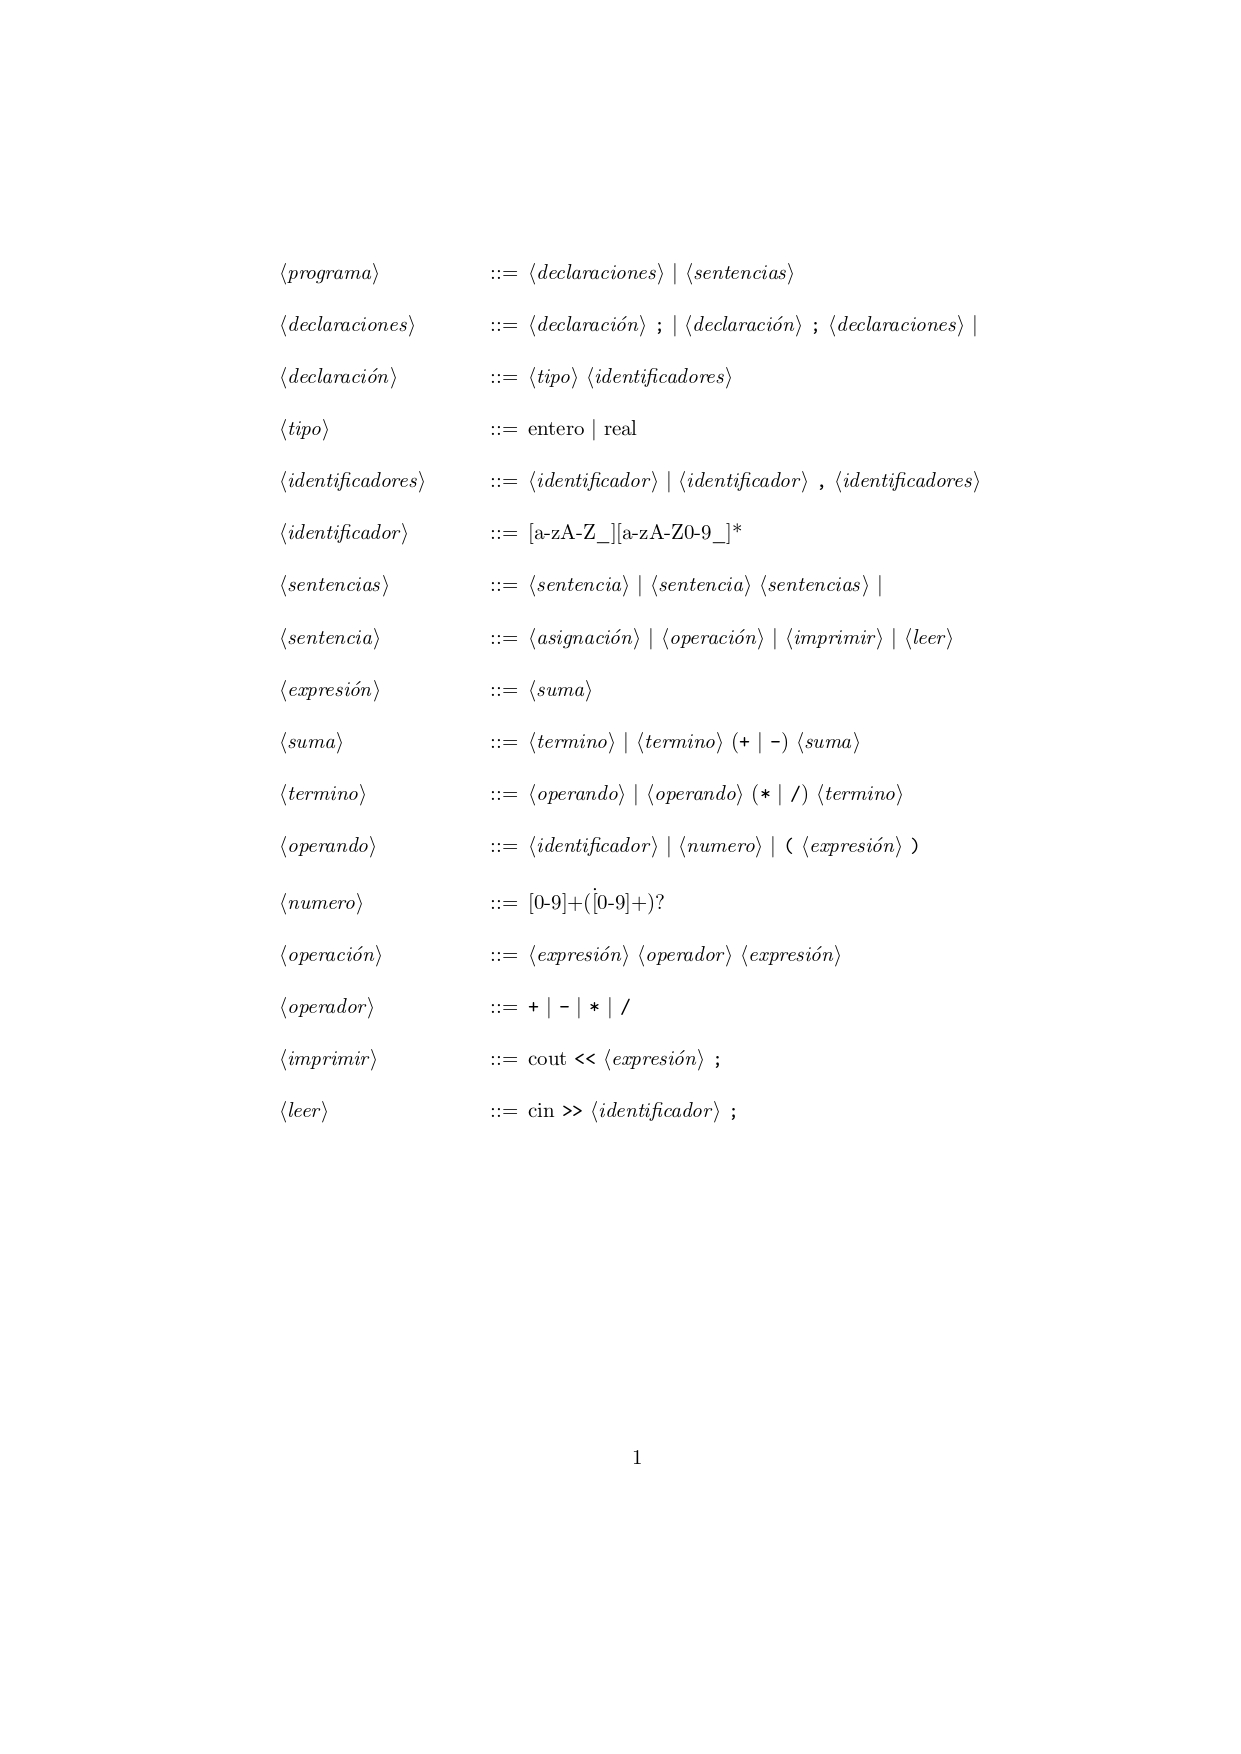 ⟨programa⟩ ::= ⟨declaraciones⟩ | ⟨sentencias⟩
⟨declaraciones⟩ ::= ⟨declaración⟩ ; | ⟨declaración⟩ ; ⟨declaraciones⟩ |
⟨declaración⟩ ::= ⟨tipo⟩ ⟨identificadores⟩
⟨tipo⟩ ::= entero | real
⟨identificadores⟩ ::= ⟨identificador⟩ | ⟨identificador⟩ , ⟨identificadores⟩
⟨identificador⟩ ::= [a-zA-Z_][a-zA-Z0-9_]*
⟨sentencias⟩ ::= ⟨sentencia⟩ | ⟨sentencia⟩ ⟨sentencias⟩ |
⟨sentencia⟩ ::= ⟨asignación⟩ | ⟨operación⟩ | ⟨imprimir⟩ | ⟨leer⟩
⟨expresión⟩ ::= ⟨suma⟩
⟨suma⟩ ::= ⟨termino⟩ | ⟨termino⟩ (+ | -) ⟨suma⟩
⟨termino⟩ ::= ⟨operando⟩ | ⟨operando⟩ (* | /) ⟨termino⟩
⟨operando⟩ ::= ⟨identificador⟩ | ⟨numero⟩ | ( ⟨expresión⟩ )
⟨numero⟩ ::= [0-9]+([̇0-9]+)?
⟨operación⟩ ::= ⟨expresión⟩ ⟨operador⟩ ⟨expresión⟩
⟨operador⟩ ::= + | - | * | /
⟨imprimir⟩ ::= cout << ⟨expresión⟩ ;
⟨leer⟩ ::= cin >> ⟨identificador⟩ ;
1